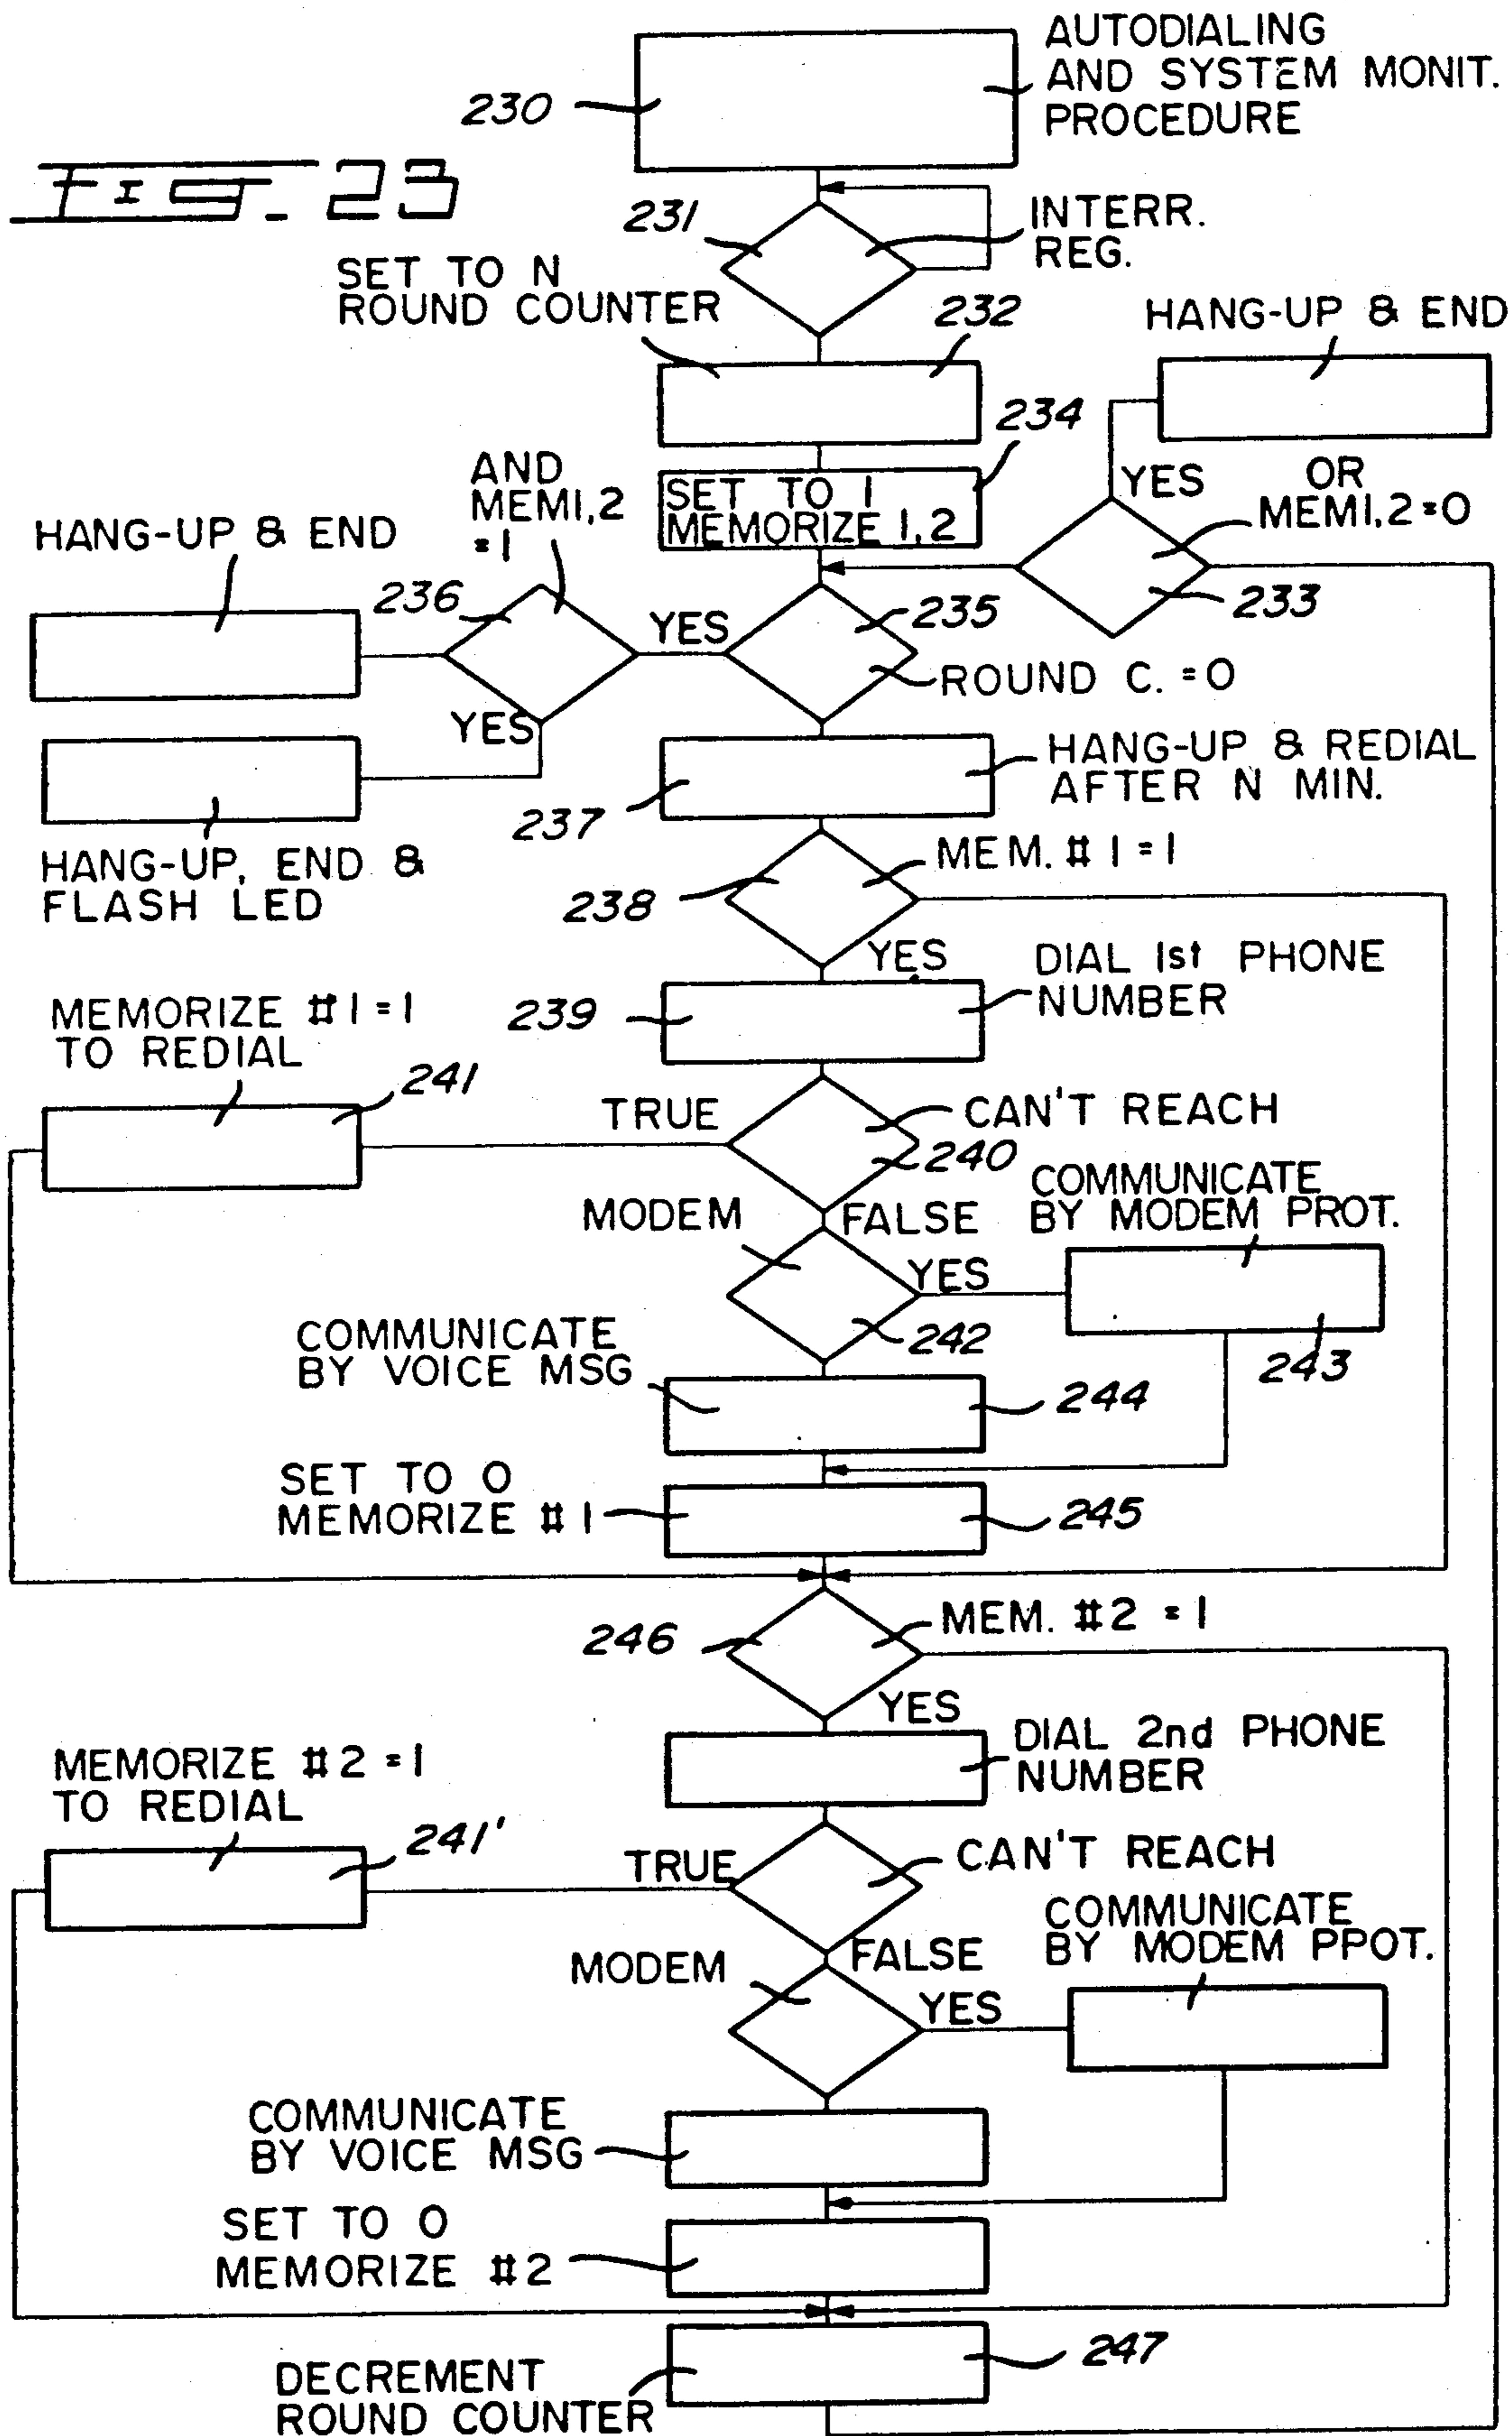 AUTODIALING
AND SYSTEM MONIT.
PROCEDURE
230
FIG. 23
231
INTERR.
REG.
SET TO N
ROUND COUNTER
232
HANG-UP & END
234
AND
MEM1,2
=1
SET TO 1
MEMORIZE 1,2
YES
OR
MEM1,2=0
HANG-UP & END
236
YES
235
233
ROUND C. =0
YES
HANG-UP & REDIAL
AFTER N MIN.
237
HANG-UP, END &
FLASH LED
MEM. #1=1
238
YES
DIAL 1st PHONE
NUMBER
MEMORIZE #1=1
TO REDIAL
239
241
TRUE
CAN'T REACH
240
COMMUNICATE
BY MODEM PROT.
MODEM
FALSE
YES
COMMUNICATE
BY VOICE MSG
242
243
244
SET TO 0
MEMORIZE #1
245
246
MEM. #2 =1
YES
DIAL 2nd PHONE
NUMBER
MEMORIZE #2=1
TO REDIAL
241'
TRUE
CAN'T REACH
COMMUNICATE
BY MODEM PPOT.
MODEM
FALSE
YES
COMMUNICATE
BY VOICE MSG
SET TO 0
MEMORIZE #2
247
DECREMENT
ROUND COUNTER